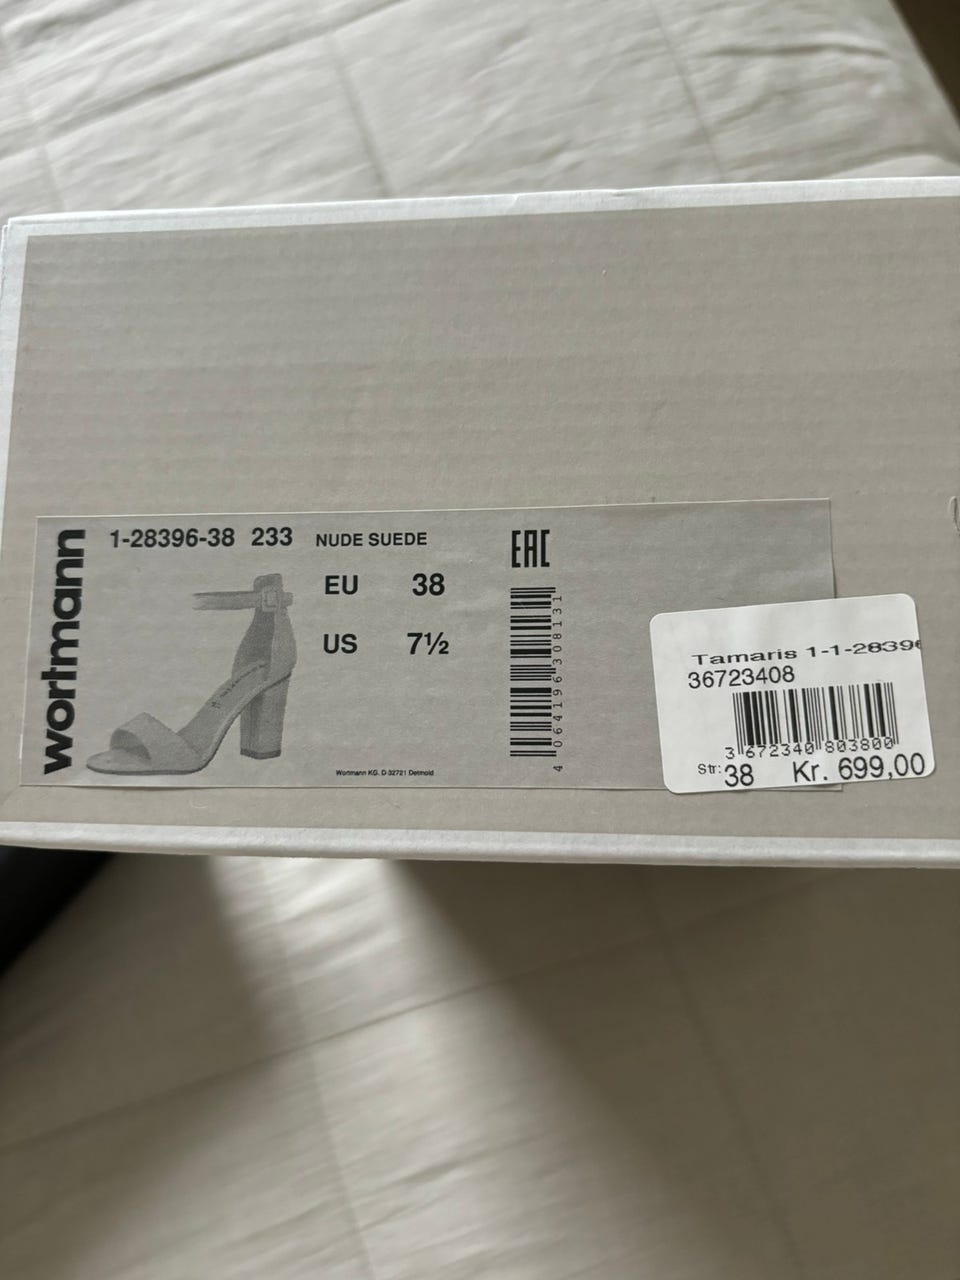 wortmann
1-28396-38 233 NUDE SUEDE
EU 38
US 7½
Wortmann KG. D-32721 Detmold
EAC
4 064196 308131
Tamaris 1-1-28396
36723408
3 672340 803800
Str: 38 Kr. 699,00